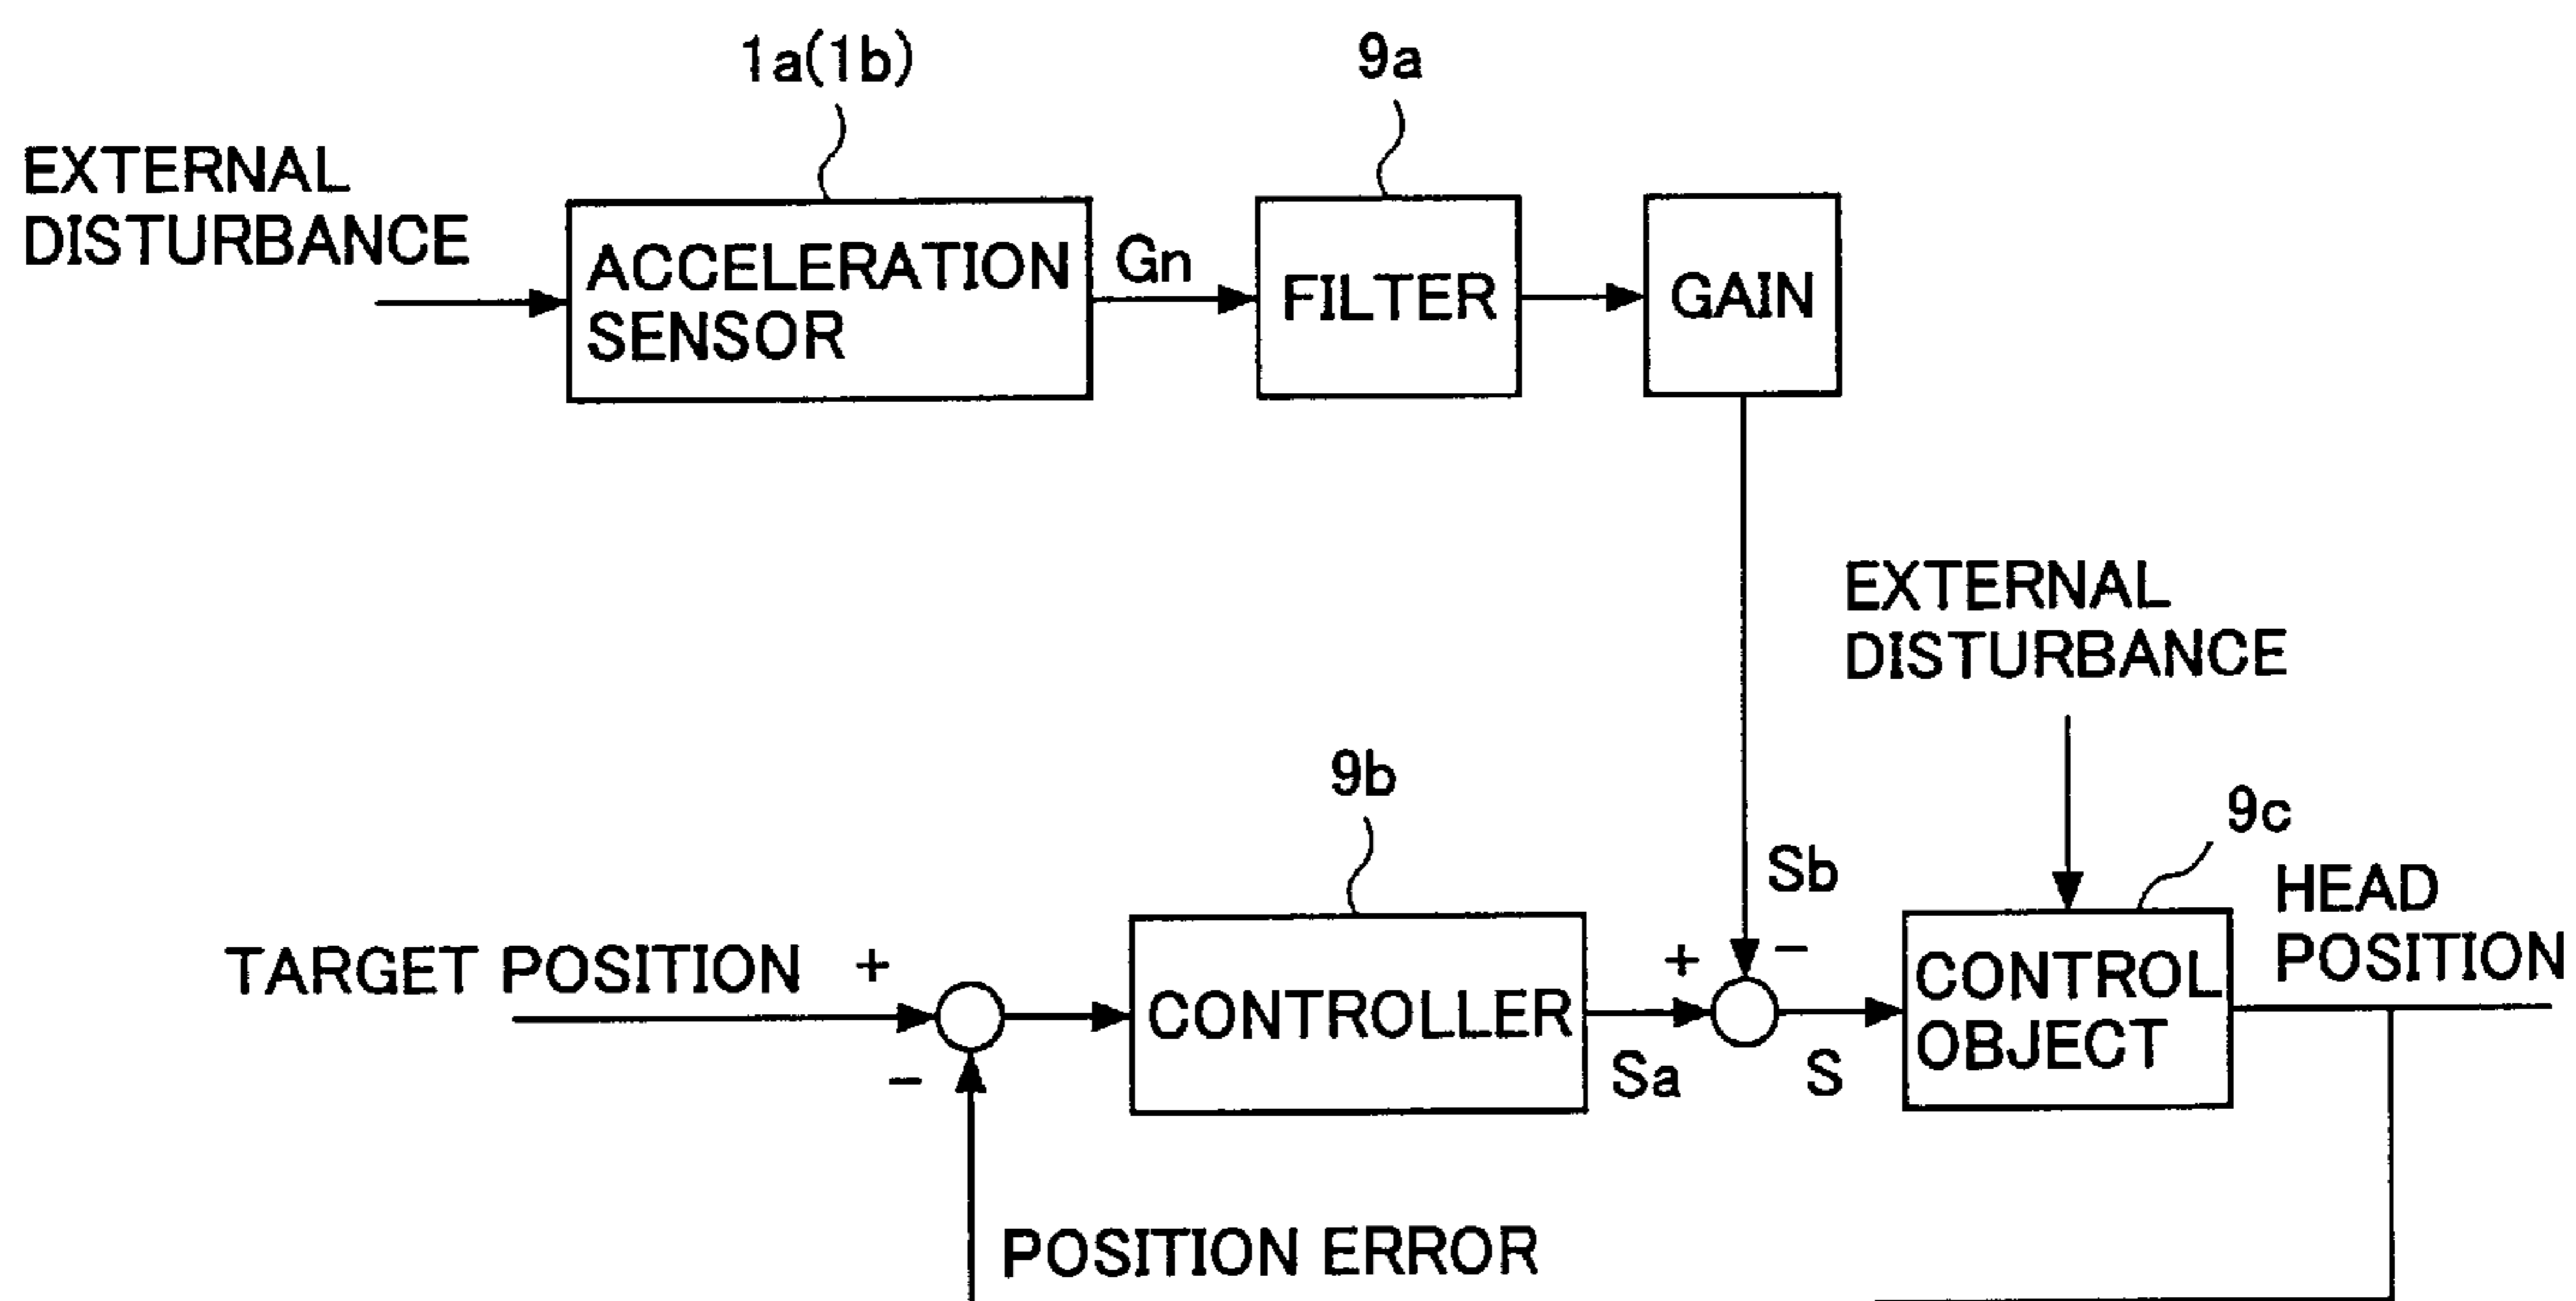 1a(1b)
9a
EXTERNAL
DISTURBANCE
ACCELERATION
SENSOR
Gn
FILTER
GAIN
EXTERNAL
DISTURBANCE
9b
9c
Sb
HEAD
POSITION
TARGET POSITION
+
-
CONTROLLER
+
-
Sa
S
CONTROL
OBJECT
POSITION ERROR